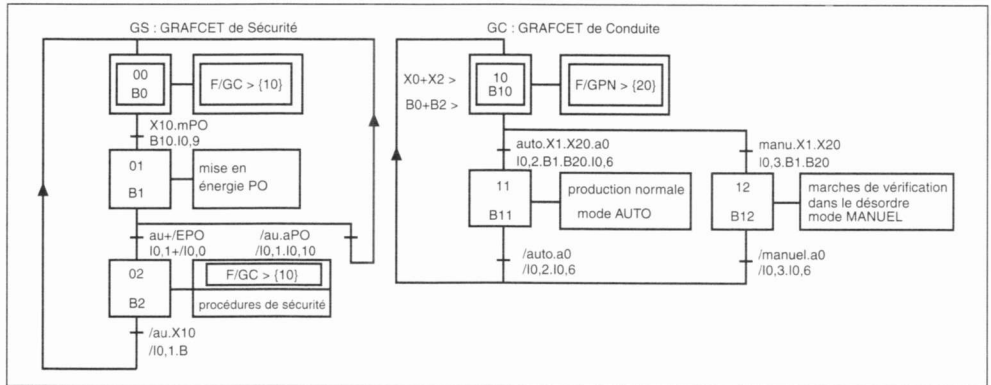 GS : GRAFCET de Sécurité
00
B0
F/GC > {10}
X10.mPO
B10.I0,9
01
B1
mise en
énergie PO
au+/EPO
I0,1+/I0,0
/au.aPO
/I0,1.I0,10
02
B2
F/GC > {10}
procédures de sécurité
/au.X10
/I0,1.B
GC : GRAFCET de Conduite
X0+X2 >
B0+B2 >
10
B10
F/GPN > {20}
auto.X1.X20.a0
I0,2.B1.B20.I0,6
manu.X1.X20
I0,3.B1.B20
11
B11
production normale
mode AUTO
12
B12
marches de vérification
dans le désordre
mode MANUEL
/auto.a0
/I0,2.I0,6
/manuel.a0
/I0,3.I0,6